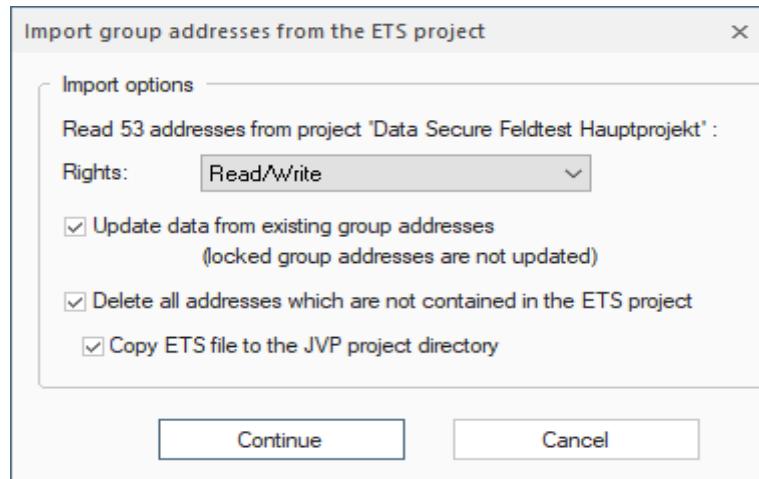 Import group addresses from the ETS project
Import options
Read 53 addresses from project "Data Secure Feldtest Hauptprojekt" :
Rights: Read/Write
Update data from existing group addresses
(locked group addresses are not updated)
Delete all addresses which are not contained in the ETS project
Copy ETS file to the JVP project directory
Continue Cancel